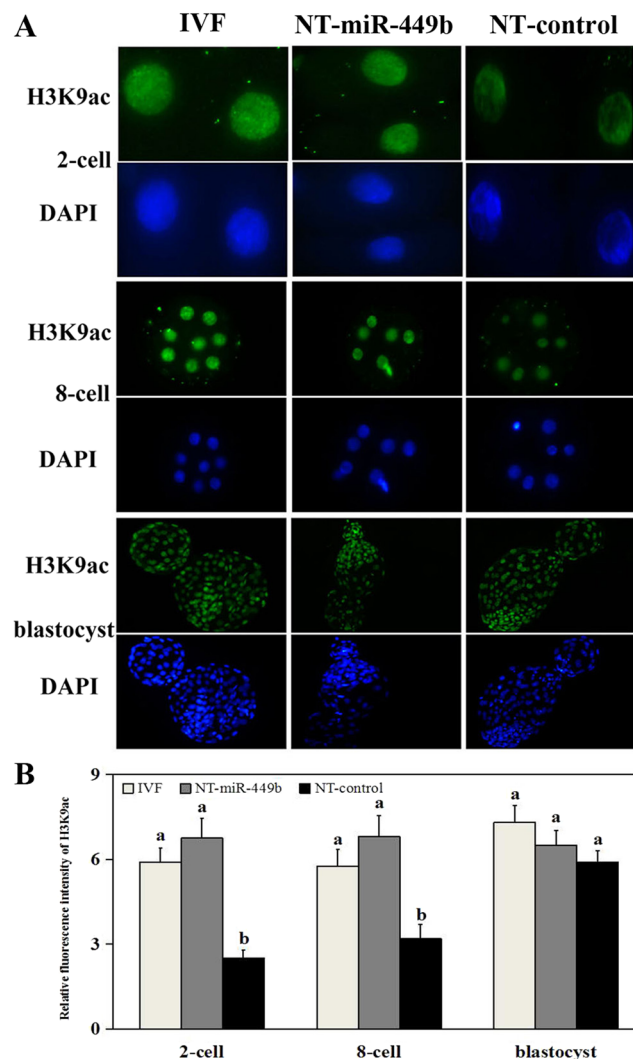 A
IVF NT-miR-449b NT-control
H3K9ac
2-cell
DAPI
H3K9ac
8-cell
DAPI
H3K9ac
blastocyst
DAPI
B
9
6
3
0
Relative fluorescence intensity of H3K9ac
IVF NT-miR-449b NT-control
a a b
a a b
a a a
2-cell 8-cell blastocyst